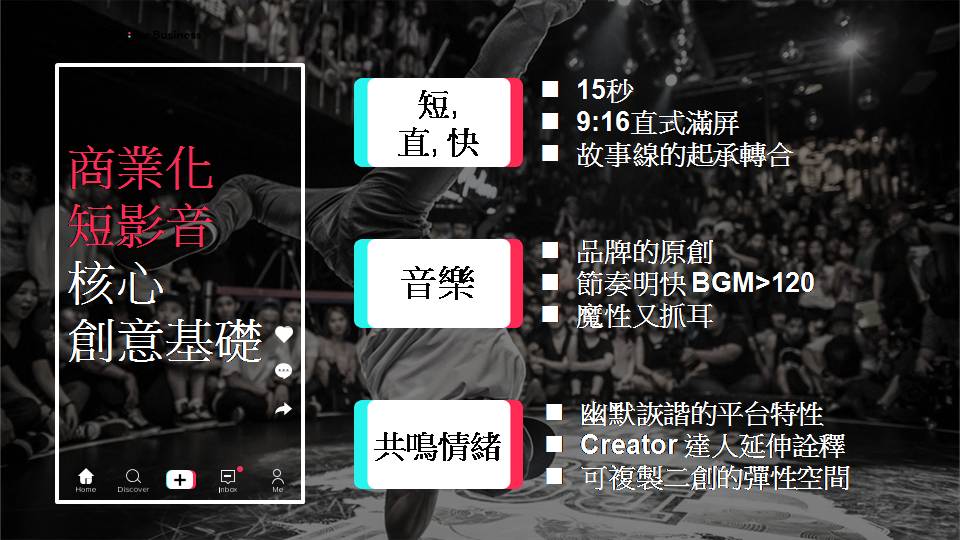 Business
商業化
短影音
核心
創意基礎
Home
Discover
Inbox
Me
短,
直, 快
15秒
9:16直式滿屏
故事線的起承轉合
音樂
品牌的原創
節奏明快 BGM>120
魔性又抓耳
共鳴情緒
幽默詼諧的平台特性
Creator 達人延伸詮釋
可複製二創的彈性空間